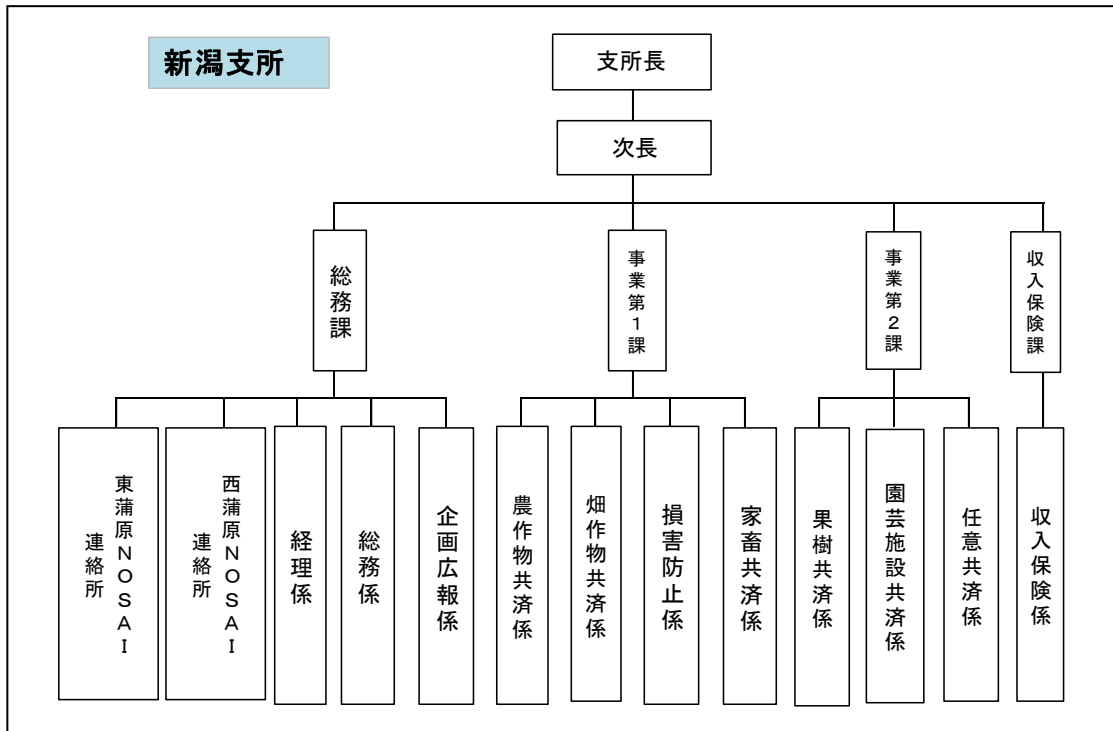 新潟支所
支所長
次長
総務課
事業第1課
事業第2課
収入保険課
東蒲原NOSAI
連絡所
西蒲原NOSAI
連絡所
経理係
総務係
企画広報係
農作物共済係
畑作物共済係
損害防止係
家畜共済係
果樹共済係
園芸施設共済係
任意共済係
収入保険係